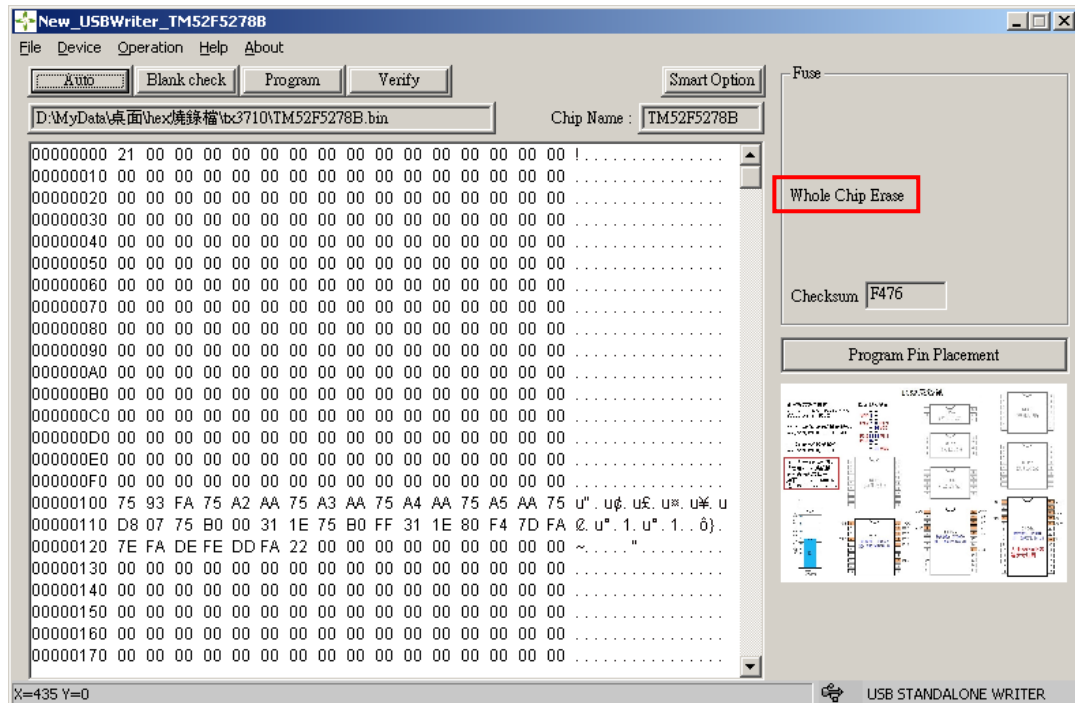 New_USBWriter_TM52F5278B
File Device Operation Help About
Auto Blank check Program Verify Smart Option
D:\MyData\桌面\hex燒錄檔\tx3710\TM52F5278B.bin Chip Name : TM52F5278B
00000000 21 00 00 00 00 00 00 00 00 00 00 00 00 00 00 00 !...............
00000010 00 00 00 00 00 00 00 00 00 00 00 00 00 00 00 00 ................
00000020 00 00 00 00 00 00 00 00 00 00 00 00 00 00 00 00 ................
00000030 00 00 00 00 00 00 00 00 00 00 00 00 00 00 00 00 ................
00000040 00 00 00 00 00 00 00 00 00 00 00 00 00 00 00 00 ................
00000050 00 00 00 00 00 00 00 00 00 00 00 00 00 00 00 00 ................
00000060 00 00 00 00 00 00 00 00 00 00 00 00 00 00 00 00 ................
00000070 00 00 00 00 00 00 00 00 00 00 00 00 00 00 00 00 ................
00000080 00 00 00 00 00 00 00 00 00 00 00 00 00 00 00 00 ................
00000090 00 00 00 00 00 00 00 00 00 00 00 00 00 00 00 00 ................
000000A0 00 00 00 00 00 00 00 00 00 00 00 00 00 00 00 00 ................
000000B0 00 00 00 00 00 00 00 00 00 00 00 00 00 00 00 00 ................
000000C0 00 00 00 00 00 00 00 00 00 00 00 00 00 00 00 00 ................
000000D0 00 00 00 00 00 00 00 00 00 00 00 00 00 00 00 00 ................
000000E0 00 00 00 00 00 00 00 00 00 00 00 00 00 00 00 00 ................
000000F0 00 00 00 00 00 00 00 00 00 00 00 00 00 00 00 00 ................
00000100 75 93 FA 75 A2 AA 75 A3 AA 75 A4 AA 75 A5 AA 75 u". u¢. u£. u¤. u¥. u
00000110 D8 07 75 B0 00 31 1E 75 B0 FF 31 1E 80 F4 7D FA Ø. u°. 1. u°. 1. . ô}.
00000120 7E FA DE FE DD FA 22 00 00 00 00 00 00 00 00 00 ~.....".........
00000130 00 00 00 00 00 00 00 00 00 00 00 00 00 00 00 00 ................
00000140 00 00 00 00 00 00 00 00 00 00 00 00 00 00 00 00 ................
00000150 00 00 00 00 00 00 00 00 00 00 00 00 00 00 00 00 ................
00000160 00 00 00 00 00 00 00 00 00 00 00 00 00 00 00 00 ................
00000170 00 00 00 00 00 00 00 00 00 00 00 00 00 00 00 00 ................
Fuse
Whole Chip Erase
Checksum F476
Program Pin Placement
X=435 Y=0 USB STANDALONE WRITER